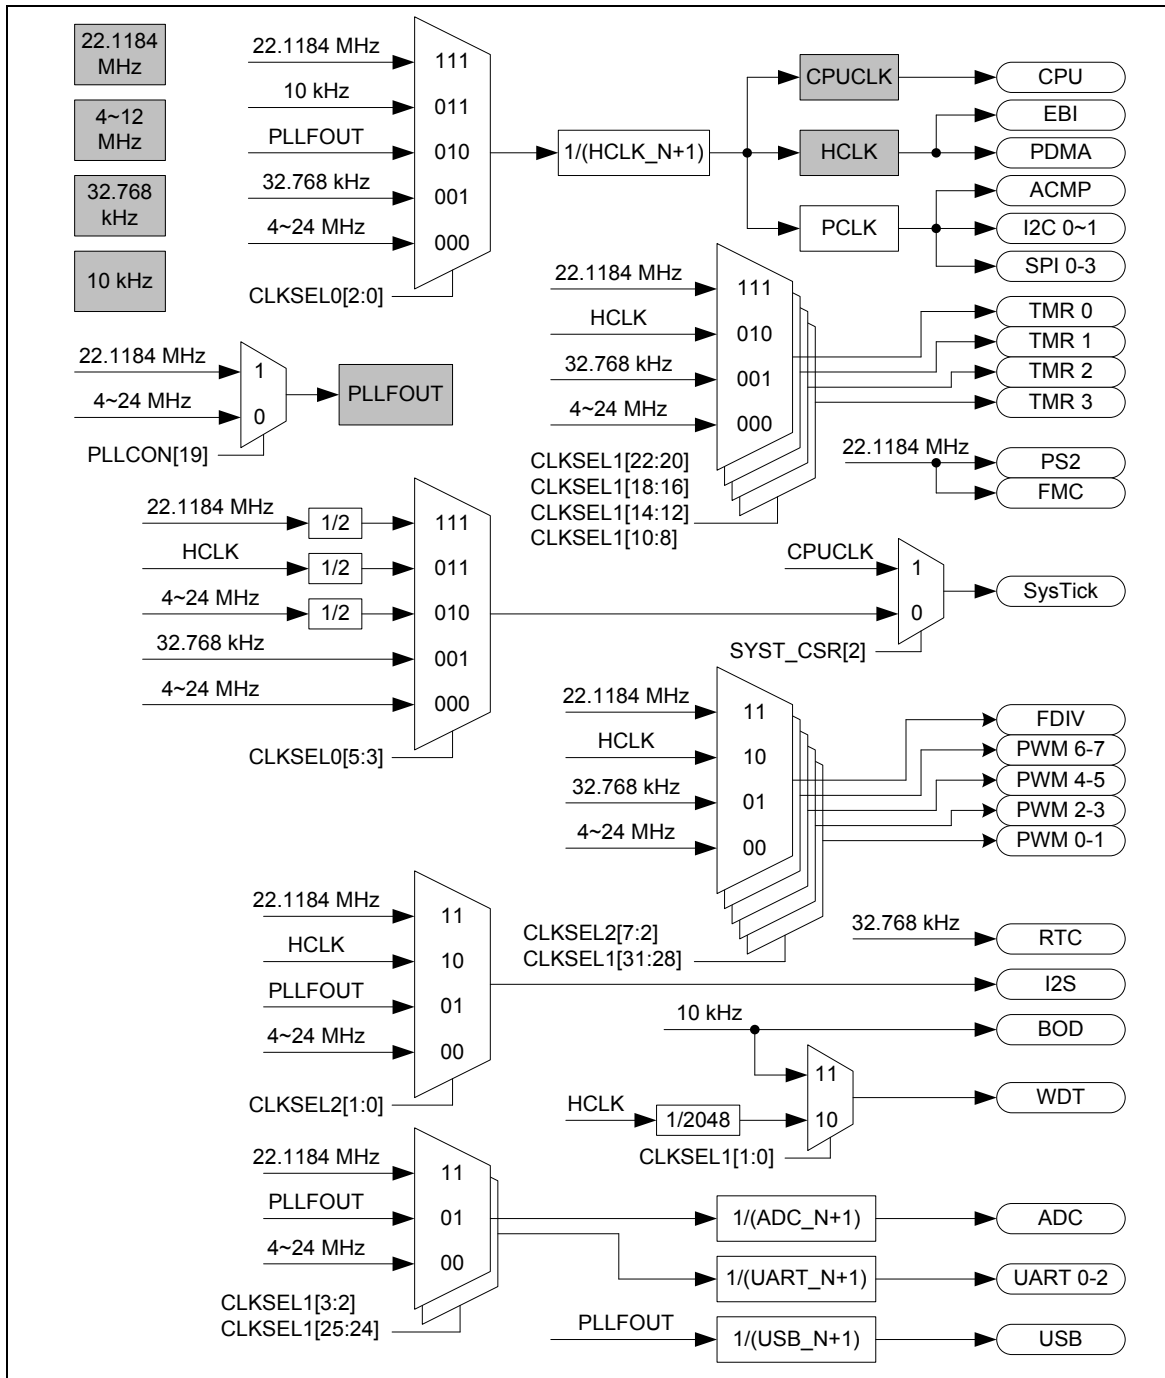 22.1184
MHz
4~12
MHz
32.768
kHz
10 kHz
22.1184 MHz
10 kHz
PLLFOUT
32.768 kHz
4~24 MHz
111
011
010
001
000
CLKSEL0[2:0]
1/(HCLK_N+1)
CPUCLK
HCLK
PCLK
CPU
EBI
PDMA
ACMP
I2C 0~1
SPI 0-3
22.1184 MHz
4~24 MHz
1
0
PLLCON[19]
PLLFOUT
22.1184 MHz
HCLK
32.768 kHz
4~24 MHz
111
010
001
000
CLKSEL1[22:20]
CLKSEL1[18:16]
CLKSEL1[14:12]
CLKSEL1[10:8]
TMR 0
TMR 1
TMR 2
TMR 3
22.1184 MHz
PS2
FMC
22.1184 MHz
HCLK
4~24 MHz
32.768 kHz
4~24 MHz
1/2
1/2
1/2
111
011
010
001
000
CLKSEL0[5:3]
CPUCLK
1
0
SYST_CSR[2]
SysTick
22.1184 MHz
HCLK
32.768 kHz
4~24 MHz
11
10
01
00
CLKSEL2[7:2]
CLKSEL1[31:28]
FDIV
PWM 6-7
PWM 4-5
PWM 2-3
PWM 0-1
22.1184 MHz
HCLK
PLLFOUT
4~24 MHz
11
10
01
00
CLKSEL2[1:0]
32.768 kHz
RTC
I2S
10 kHz
BOD
HCLK
1/2048
11
10
CLKSEL1[1:0]
WDT
22.1184 MHz
PLLFOUT
4~24 MHz
11
01
00
CLKSEL1[3:2]
CLKSEL1[25:24]
1/(ADC_N+1)
ADC
1/(UART_N+1)
UART 0-2
PLLFOUT
1/(USB_N+1)
USB